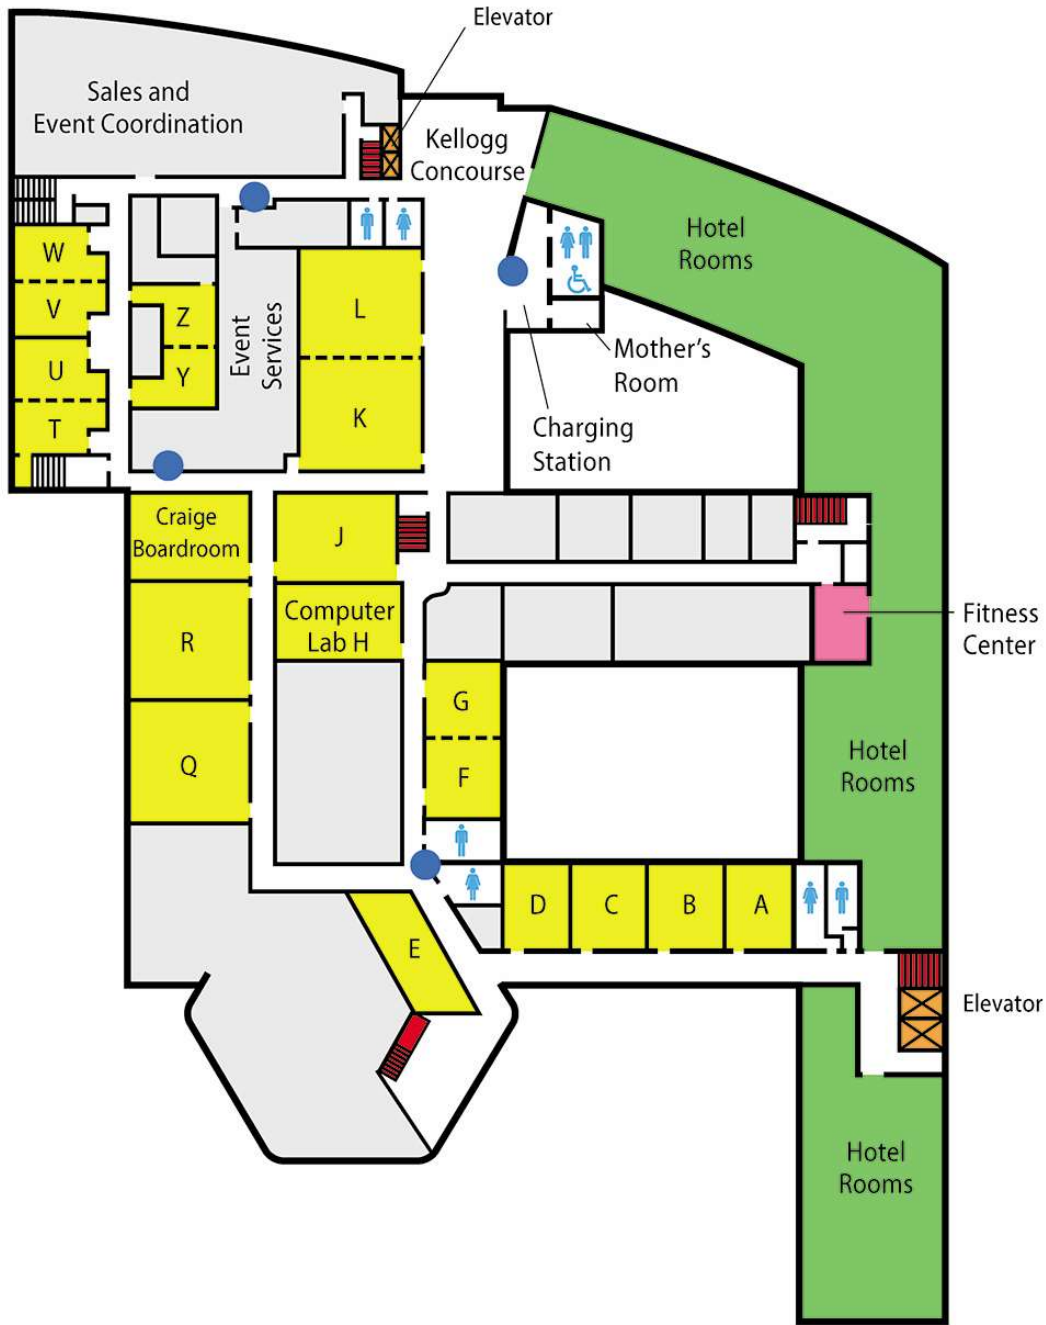 Elevator
Sales and
Event Coordination
Kellogg
Concourse
Hotel
Rooms
W
V
Z
L
Event
Services
Mother's
Room
U
Y
T
K
Charging
Station
Craige
Boardroom
J
Computer
Lab H
Fitness
Center
R
G
Q
F
Hotel
Rooms
D
C
B
A
E
Elevator
Hotel
Rooms